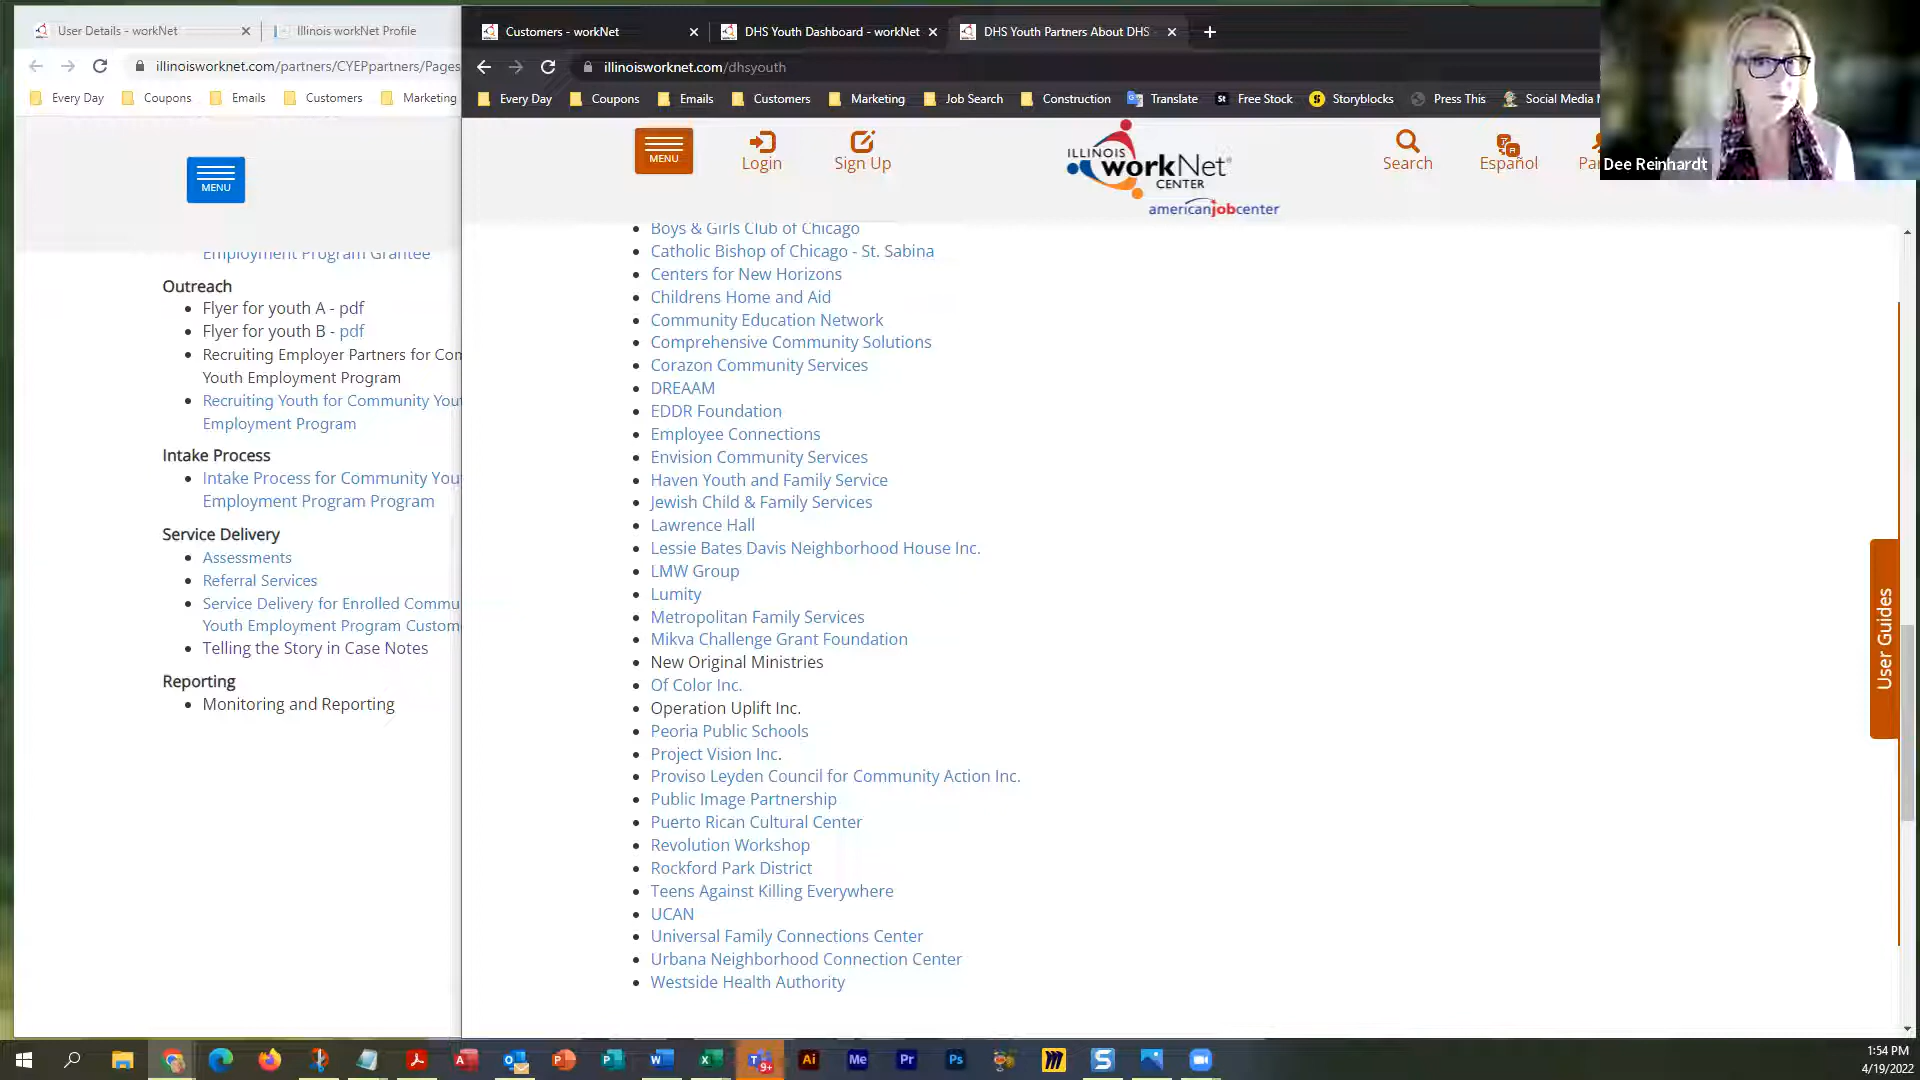 User Details - workNet
Illinois workNet Profile
illinoisworknet.com/partners/CYEPpartners/Pages
Every Day
Coupons
Emails
Customers
Marketing
MENU
Employment Program Grantee
Outreach
Flyer for youth A - pdf
Flyer for youth B - pdf
Recruiting Employer Partners for Com
Youth Employment Program
Recruiting Youth for Community You
Employment Program
Intake Process
Intake Process for Community You
Employment Program Program
Service Delivery
Assessments
Referral Services
Service Delivery for Enrolled Commu
Youth Employment Program Custom
Telling the Story in Case Notes
Reporting
Monitoring and Reporting
Customers - workNet
DHS Youth Dashboard - workNet
DHS Youth Partners About DHS
illinoisworknet.com/dhsyouth
Every Day
Coupons
Emails
Customers
Marketing
Job Search
Construction
Translate
Free Stock
Storyblocks
Press This
Social Media
MENU
Login
Sign Up
ILLINOIS
workNet
CENTER
americanjobcenter
Search
Español
Pa
Dee Reinhardt
Boys & Girls Club of Chicago
Catholic Bishop of Chicago - St. Sabina
Centers for New Horizons
Childrens Home and Aid
Community Education Network
Comprehensive Community Solutions
Corazon Community Services
DREAAM
EDDR Foundation
Employee Connections
Envision Community Services
Haven Youth and Family Service
Jewish Child & Family Services
Lawrence Hall
Lessie Bates Davis Neighborhood House Inc.
LMW Group
Lumity
Metropolitan Family Services
Mikva Challenge Grant Foundation
New Original Ministries
Of Color Inc.
Operation Uplift Inc.
Peoria Public Schools
Project Vision Inc.
Proviso Leyden Council for Community Action Inc.
Public Image Partnership
Puerto Rican Cultural Center
Revolution Workshop
Rockford Park District
Teens Against Killing Everywhere
UCAN
Universal Family Connections Center
Urbana Neighborhood Connection Center
Westside Health Authority
User Guides
1:54 PM
4/19/2022